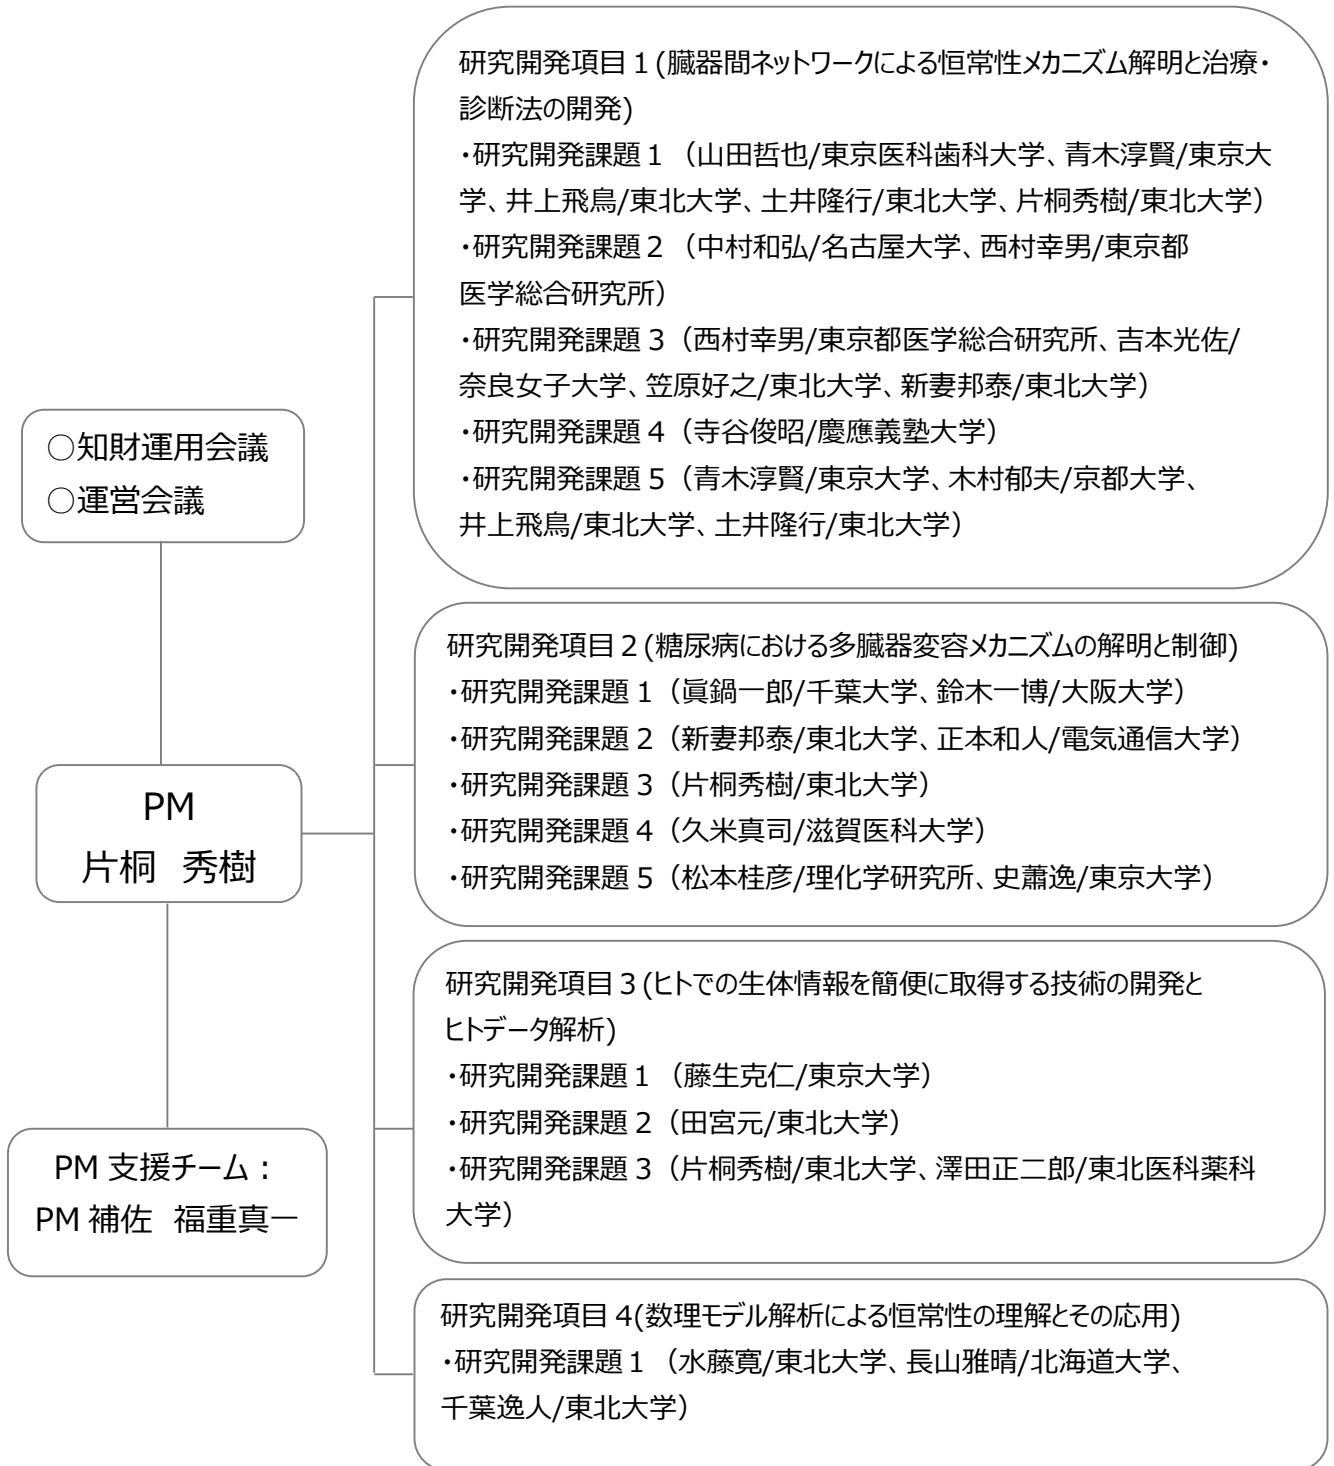 研究開発項目１(臓器間ネットワークによる恒常性メカニズム解明と治療・
診断法の開発)
・研究開発課題１（山田哲也/東京医科歯科大学、青木淳賢/東京大
学、井上飛鳥/東北大学、土井隆行/東北大学、片桐秀樹/東北大学）
・研究開発課題２（中村和弘/名古屋大学、西村幸男/東京都
医学総合研究所）
・研究開発課題３（西村幸男/東京都医学総合研究所、吉本光佐/
奈良女子大学、笠原好之/東北大学、新妻邦泰/東北大学）
・研究開発課題４（寺谷俊昭/慶應義塾大学）
・研究開発課題５（青木淳賢/東京大学、木村郁夫/京都大学、
井上飛鳥/東北大学、土井隆行/東北大学）
○知財運用会議
○運営会議
研究開発項目２(糖尿病における多臓器変容メカニズムの解明と制御)
・研究開発課題１（眞鍋一郎/千葉大学、鈴木一博/大阪大学）
・研究開発課題２（新妻邦泰/東北大学、正本和人/電気通信大学）
・研究開発課題３（片桐秀樹/東北大学）
・研究開発課題４（久米真司/滋賀医科大学）
・研究開発課題５（松本桂彦/理化学研究所、史蕭逸/東京大学）
PM
片桐　秀樹
研究開発項目３(ヒトでの生体情報を簡便に取得する技術の開発と
ヒトデータ解析)
・研究開発課題１（藤生克仁/東京大学）
・研究開発課題２（田宮元/東北大学）
・研究開発課題３（片桐秀樹/東北大学、澤田正二郎/東北医科薬科
大学）
PM 支援チーム：
PM 補佐　福重真一
研究開発項目 4(数理モデル解析による恒常性の理解とその応用)
・研究開発課題１（水藤寛/東北大学、長山雅晴/北海道大学、
千葉逸人/東北大学）